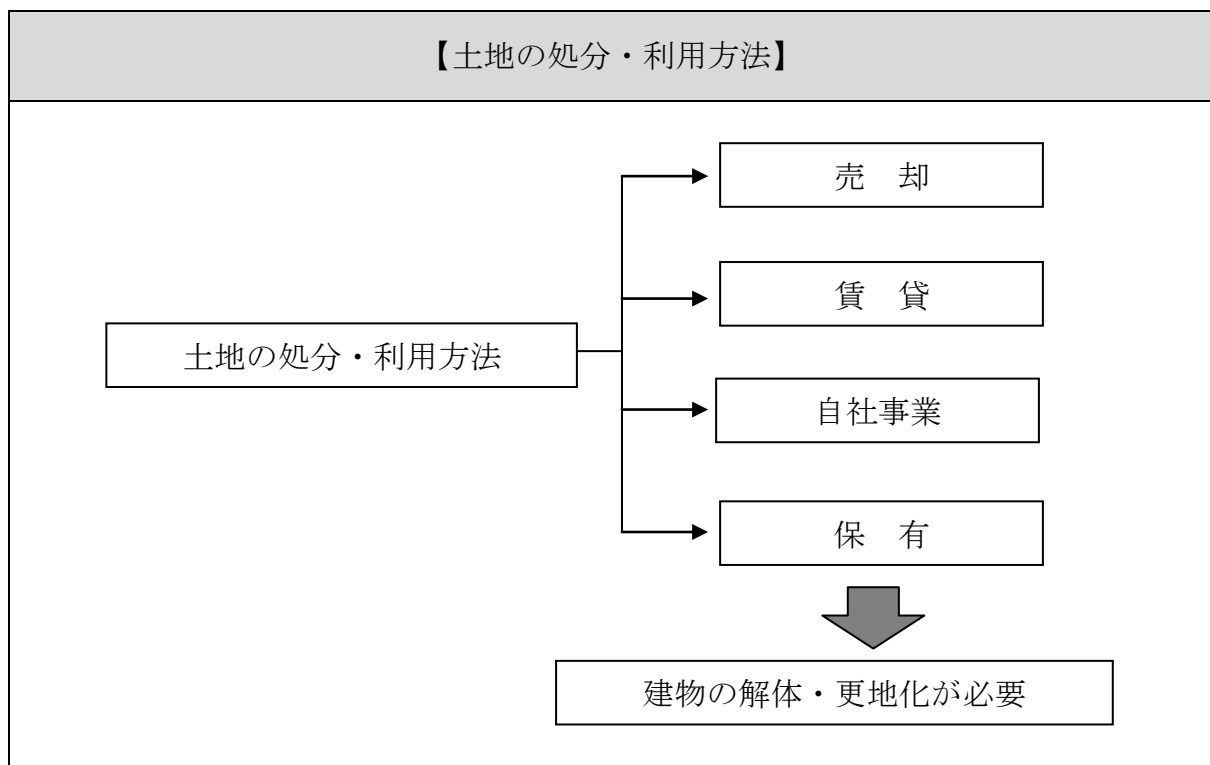 【土地の処分・利用方法】
売　却
賃　貸
土地の処分・利用方法
自社事業
保　有
建物の解体・更地化が必要